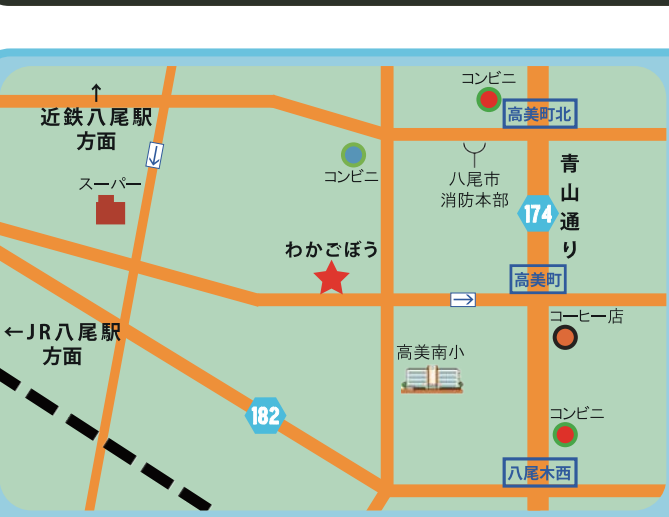 コンビニ
高美町北
↑
近鉄八尾駅
方面
青山通り
コンビニ
八尾市
消防本部
スーパー
174
わかごぼう
高美町
コーヒー店
←JR八尾駅
方面
高美南小
182
コンビニ
八尾木西